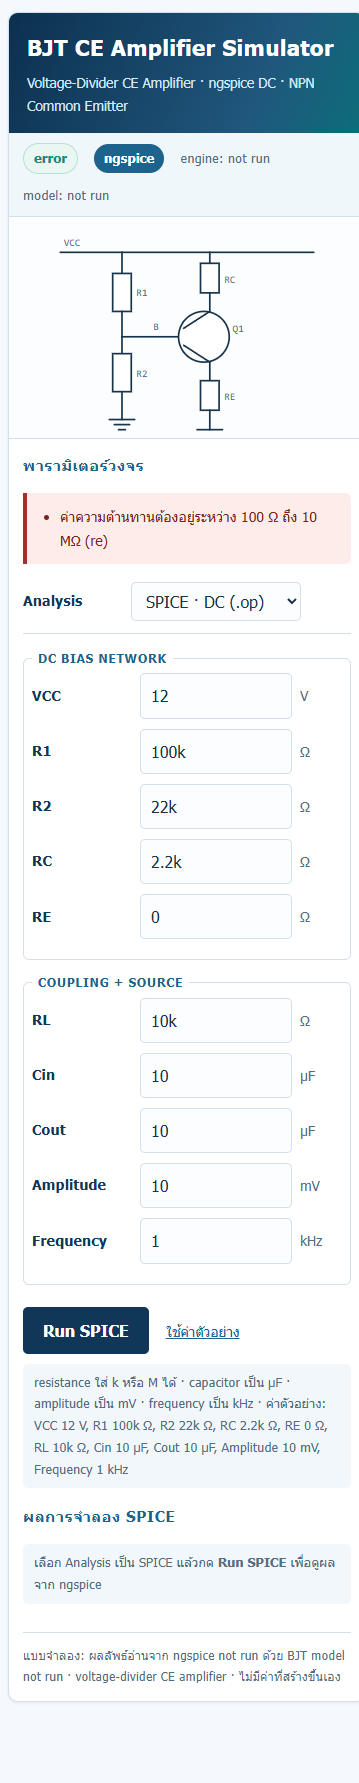 BJT CE Amplifier Simulator
Voltage-Divider CE Amplifier · ngspice DC · NPN
Common Emitter
error
ngspice
engine: not run
model: not run
VCC
R1
RC
B
Q1
R2
RE
พารามิเตอร์วงจร
• ค่าความต้านทานต้องอยู่ระหว่าง 100 Ω ถึง 10
MΩ (re)
Analysis
SPICE · DC (.op)
DC BIAS NETWORK
VCC
12
V
R1
100k
Ω
R2
22k
Ω
RC
2.2k
Ω
RE
0
Ω
COUPLING + SOURCE
RL
10k
Ω
Cin
10
µF
Cout
10
µF
Amplitude
10
mV
Frequency
1
kHz
Run SPICE
ใช้ค่าตัวอย่าง
resistance ใส่ k หรือ M ได้ · capacitor เป็น µF ·
amplitude เป็น mV · frequency เป็น kHz · ค่าตัวอย่าง:
VCC 12 V, R1 100k Ω, R2 22k Ω, RC 2.2k Ω, RE 0 Ω,
RL 10k Ω, Cin 10 µF, Cout 10 µF, Amplitude 10 mV,
Frequency 1 kHz
ผลการจำลอง SPICE
เลือก Analysis เป็น SPICE แล้วกด Run SPICE เพื่อดูผล
จาก ngspice
แบบจำลอง: ผลลัพธ์อ่านจาก ngspice not run ด้วย BJT model
not run · voltage-divider CE amplifier · ไม่มีค่าที่สร้างขึ้นเอง